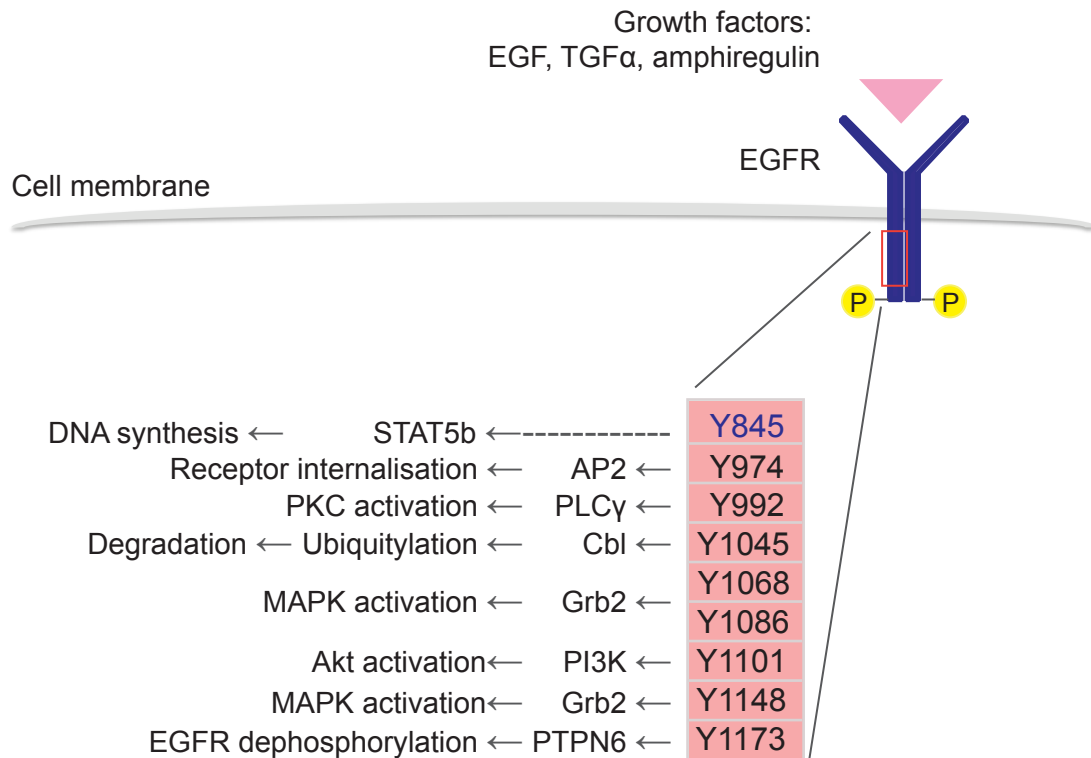 Growth factors:
EGF, TGFα, amphiregulin
EGFR
Cell membrane
P P
DNA synthesis ← STAT5b ← Y845
Receptor internalisation ← AP2 ← Y974
PKC activation ← PLCγ ← Y992
Degradation ← Ubiquitylation ← Cbl ← Y1045
Y1068
MAPK activation ← Grb2 ←
Y1086
Akt activation ← PI3K ← Y1101
MAPK activation ← Grb2 ← Y1148
EGFR dephosphorylation ← PTPN6 ← Y1173